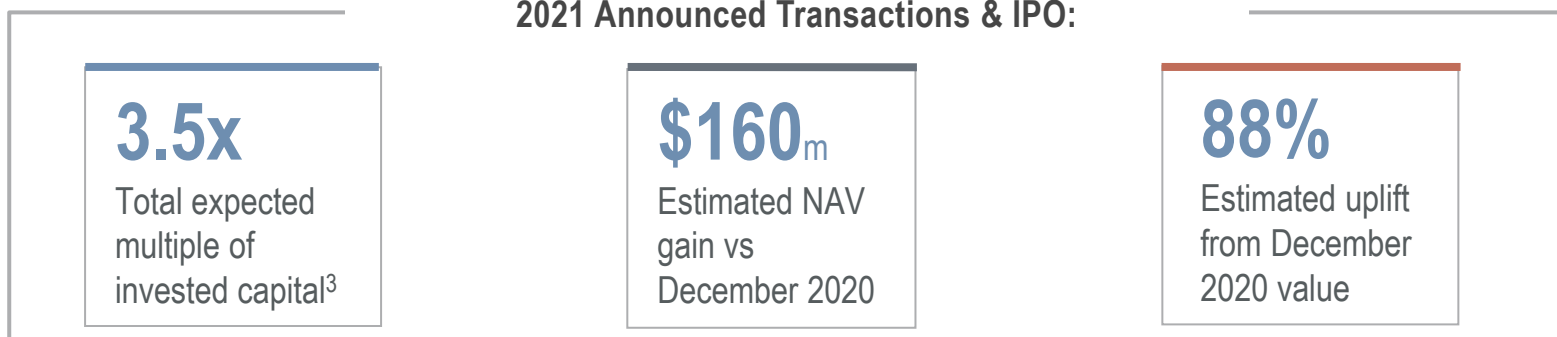 2021 Announced Transactions & IPO:
3.5x
Total expected
multiple of
invested capital3
$160m
Estimated NAV
gain vs
December 2020
88%
Estimated uplift
from December
2020 value